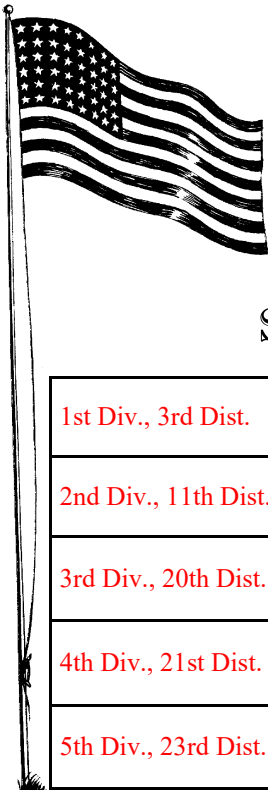 S
1st Div., 3rd Dist.
2nd Div., 11th Dist.
3rd Div., 20th Dist.
4th Div., 21st Dist.
5th Div., 23rd Dist.